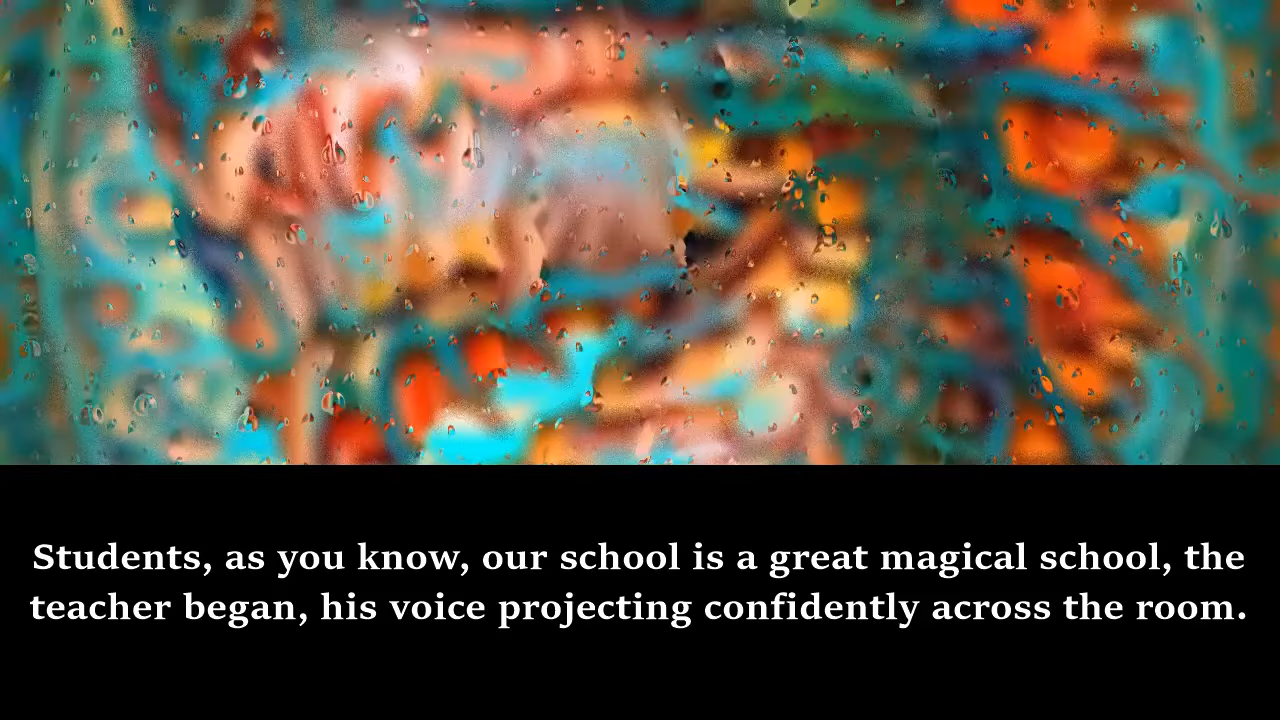 Students, as you know, our school is a great magical school, the
teacher began, his voice projecting confidently across the room.